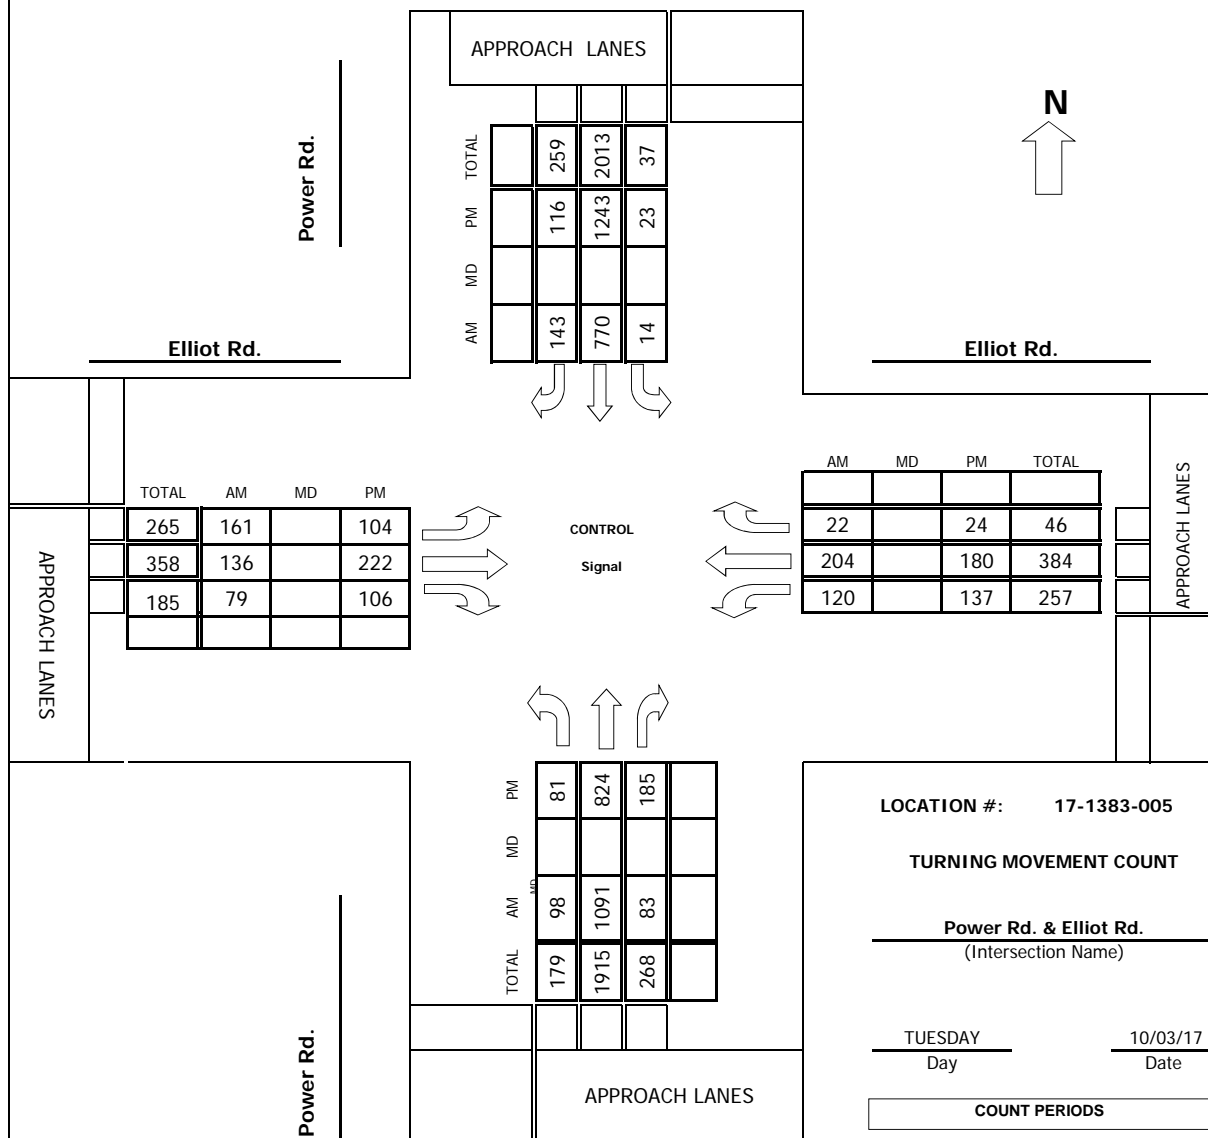 APPROACH LANES
N
Power Rd.
TOTAL 259 2013 37
PM 116 1243 23
MD
AM 143 770 14
Elliot Rd.
Elliot Rd.
TOTAL AM MD PM
265 161 104
358 136 222
185 79 106
APPROACH LANES
CONTROL
Signal
AM MD PM TOTAL
22 24 46
204 180 384
120 137 257
APPROACH LANES
PM 81 824 185
MD
MD
AM 98 1091 83
TOTAL 179 1915 268
Power Rd.
APPROACH LANES
LOCATION #: 17-1383-005
TURNING MOVEMENT COUNT
Power Rd. & Elliot Rd.
(Intersection Name)
TUESDAY 10/03/17
Day Date
COUNT PERIODS